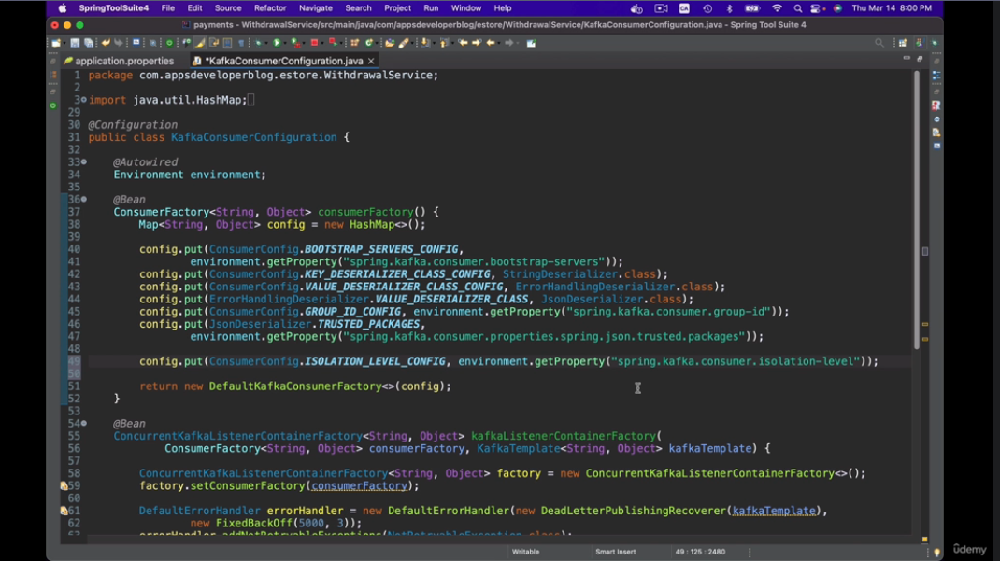 SpringToolSuite4 File Edit Source Refactor Navigate Search Project Run Window Help CA Thu Mar 14 8:00 PM
payments - WithdrawalService/src/main/java/com/appsdeveloperblog/estore/WithdrawalService/KafkaConsumerConfiguration.java - Spring Tool Suite 4
application.properties *KafkaConsumerConfiguration.java
1 package com.appsdeveloperblog.estore.WithdrawalService;
2
3 import java.util.HashMap;
29
30 @Configuration
31 public class KafkaConsumerConfiguration {
32
33 @Autowired
34 Environment environment;
35
36 @Bean
37 ConsumerFactory<String, Object> consumerFactory() {
38 Map<String, Object> config = new HashMap<>();
39
40 config.put(ConsumerConfig.BOOTSTRAP_SERVERS_CONFIG,
41 environment.getProperty("spring.kafka.consumer.bootstrap-servers"));
42 config.put(ConsumerConfig.KEY_DESERIALIZER_CLASS_CONFIG, StringDeserializer.class);
43 config.put(ConsumerConfig.VALUE_DESERIALIZER_CLASS_CONFIG, ErrorHandlingDeserializer.class);
44 config.put(ErrorHandlingDeserializer.VALUE_DESERIALIZER_CLASS, JsonDeserializer.class);
45 config.put(ConsumerConfig.GROUP_ID_CONFIG, environment.getProperty("spring.kafka.consumer.group-id"));
46 config.put(JsonDeserializer.TRUSTED_PACKAGES,
47 environment.getProperty("spring.kafka.consumer.properties.spring.json.trusted.packages"));
48
49 config.put(ConsumerConfig.ISOLATION_LEVEL_CONFIG, environment.getProperty("spring.kafka.consumer.isolation-level"));
50
51 return new DefaultKafkaConsumerFactory<>(config);
52 }
53
54 @Bean
55 ConcurrentKafkaListenerContainerFactory<String, Object> kafkaListenerContainerFactory(
56 ConsumerFactory<String, Object> consumerFactory, KafkaTemplate<String, Object> kafkaTemplate) {
57
58 ConcurrentKafkaListenerContainerFactory<String, Object> factory = new ConcurrentKafkaListenerContainerFactory<>();
59 factory.setConsumerFactory(consumerFactory);
60
61 DefaultErrorHandler errorHandler = new DefaultErrorHandler(new DeadLetterPublishingRecoverer(kafkaTemplate),
62 new FixedBackOff(5000, 3));
63 errorHandler.addNotRetryableExceptions(NotRetryableException.class);
Writable Smart Insert 49 : 125 : 2480
udemy